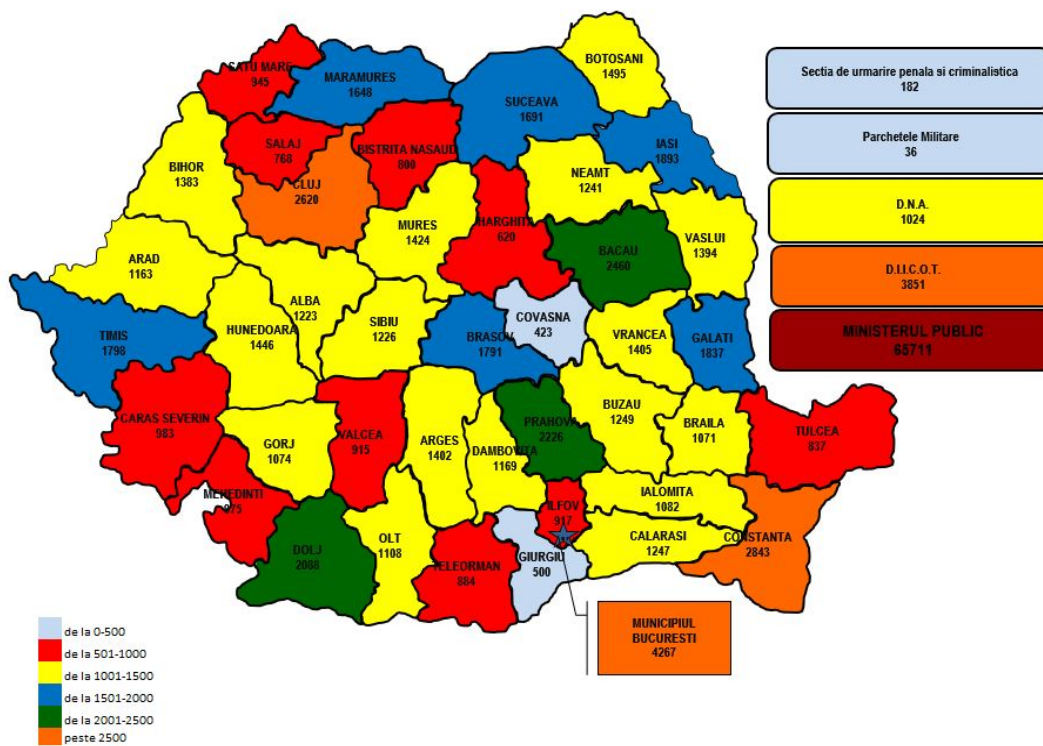 BOTOSANI
1495
SATU MARE
945
MARAMURES
1648
SUCEAVA
1691
IASI
1893
SALAJ
768
BISTRITA NASAUD
800
BIHOR
1383
CLUJ
2620
NEAMT
1241
MURES
1424
HARGHITA
620
VASLUI
1394
BACAU
2460
ARAD
1163
ALBA
1223
COVASNA
423
SIBIU
1226
HUNEDOARA
1446
TIMIS
1798
BRASOV
1791
VRANCEA
1405
GALATI
1837
BUZAU
1249
CARAS SEVERIN
983
PRAHOVA
2226
BRAILA
1071
TULCEA
837
VALCEA
915
ARGES
1402
GORJ
1074
DAMBOVITA
1169
MEHEDINTI
IALOMITA
1082
ILFOV
917
CALARASI
1247
CONSTANTA
2843
OLT
1108
DOLJ
2088
GIURGIU
500
TELEORMAN
884
MUNICIPIUL
BUCURESTI
4267
Sectia de urmarire penala si criminalistica
182
Parchetele Militare
36
D.N.A.
1024
D.I.I.C.O.T.
3851
MINISTERUL PUBLIC
65711
de la 0-500
de la 501-1000
de la 1001-1500
de la 1501-2000
de la 2001-2500
peste 2500